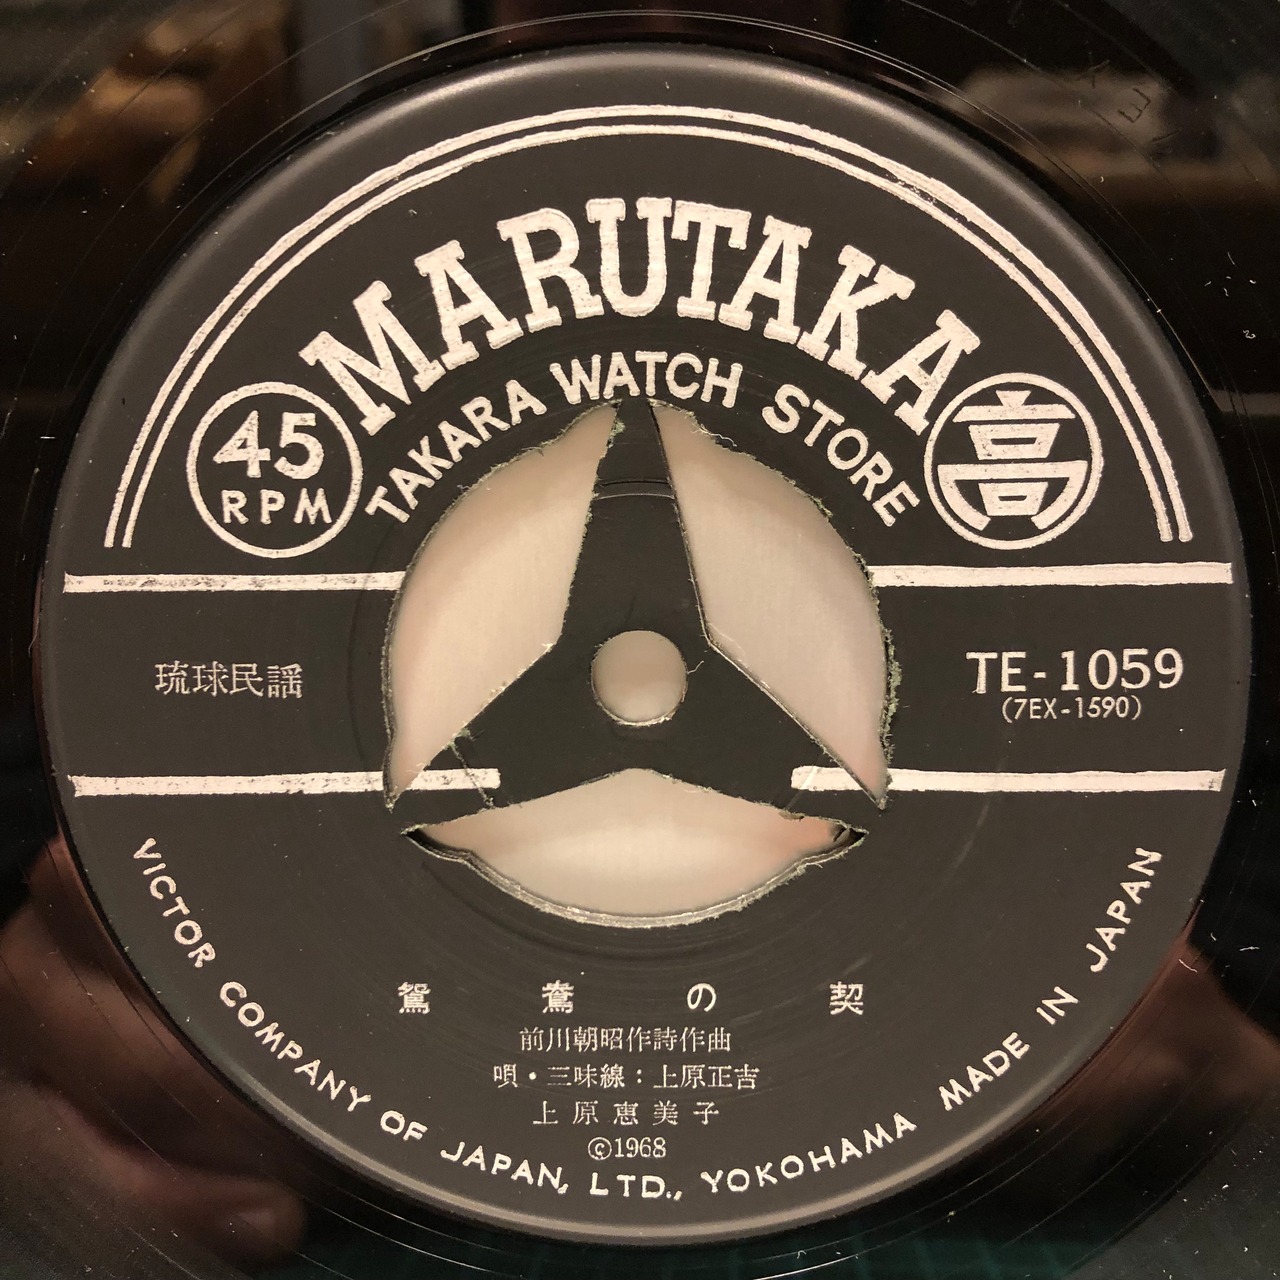 MARUTAKA
TAKARA WATCH STORE
45
RPM
高
琉球民謡
TE-1059
(7EX-1590)
鴛鴦の契
前川朝昭作詩作曲
唄・三味線:上原正吉
上原恵美子
©1968
VICTOR COMPANY OF JAPAN, LTD., YOKOHAMA MADE IN JAPAN